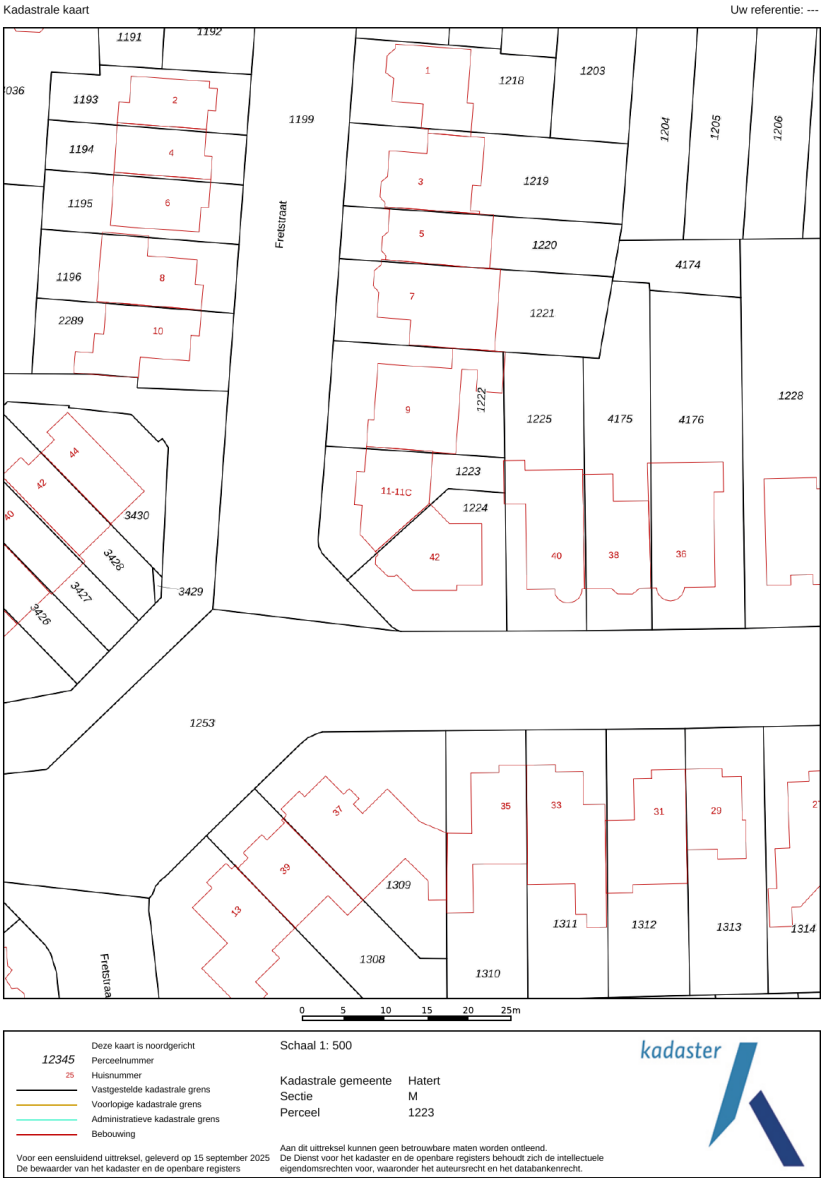 Kadastrale kaart
Uw referentie: ---
1191
1192
1203
1218
1
1204
1205
1206
1193
2
1199
1194
4
1195
6
3
1219
Fretstraat
5
1220
4174
1196
8
7
1221
2289
10
1228
9
1222
1225
4175
4176
44
42
40
11-11C
1223
1224
3430
3428
3429
3427
3426
42
40
38
36
1253
37
35
33
31
29
39
1309
13
1311
1312
1313
1314
1308
1310
Fretstraa
0 5 10 15 20 25m
Deze kaart is noordgericht
12345 Perceelnummer
25 Huisnummer
Vastgestelde kadastrale grens
Voorlopige kadastrale grens
Administratieve kadastrale grens
Bebouwing
Voor een eensluidend uittreksel, geleverd op 15 september 2025
De bewaarder van het kadaster en de openbare registers
Schaal 1: 500
Kadastrale gemeente Hatert
Sectie M
Perceel 1223
Aan dit uittreksel kunnen geen betrouwbare maten worden ontleend.
De Dienst voor het kadaster en de openbare registers behoudt zich de intellectuele
eigendomsrechten voor, waaronder het auteursrecht en het databankenrecht.
kadaster